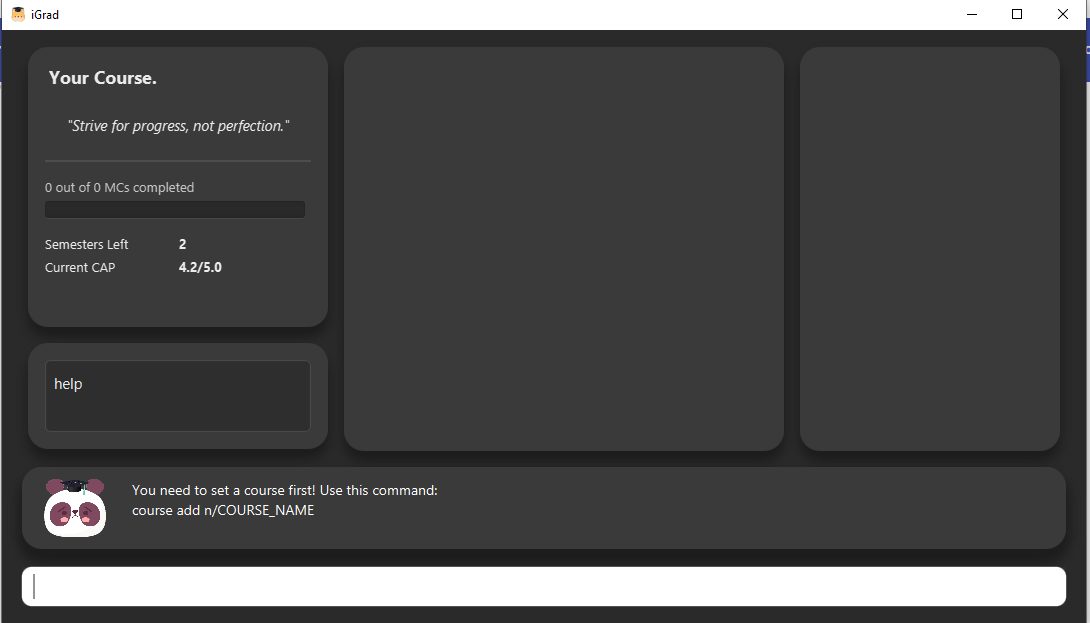 iGrad
Your Course.
"Strive for progress, not perfection."
0 out of 0 MCs completed
Semesters Left 2
Current CAP 4.2/5.0
help
You need to set a course first! Use this command:
course add n/COURSE_NAME